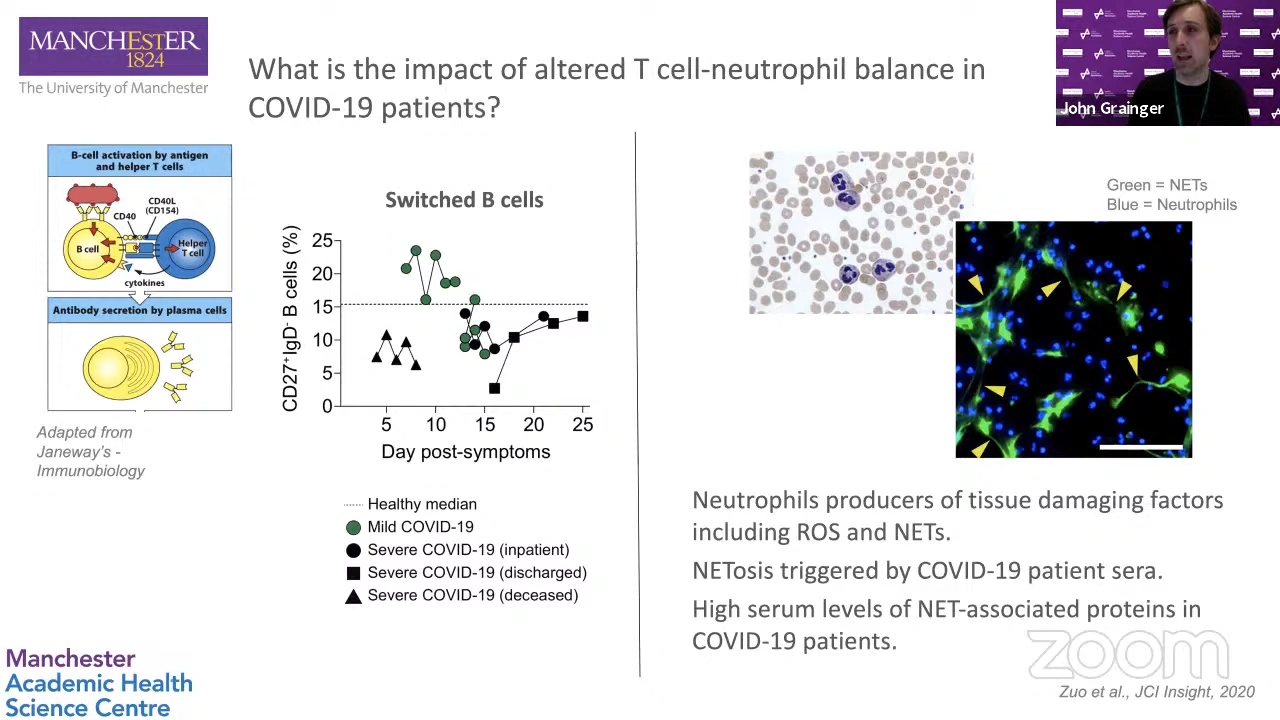 MANCHESTER
1824
The University of Manchester
What is the impact of altered T cell-neutrophil balance in
COVID-19 patients?
John Grainger
B-cell activation by antigen
and helper T cells
CD40L
(CD154)
CD40
B cell
Helper
T cell
cytokines
Antibody secretion by plasma cells
Adapted from
Janeway's -
Immunobiology
Switched B cells
CD27+IgD- B cells (%)
25
20
15
10
5
0
5 10 15 20 25
Day post-symptoms
Healthy median
Mild COVID-19
Severe COVID-19 (inpatient)
Severe COVID-19 (discharged)
Severe COVID-19 (deceased)
Green = NETs
Blue = Neutrophils
Neutrophils producers of tissue damaging factors
including ROS and NETs.
NETosis triggered by COVID-19 patient sera.
High serum levels of NET-associated proteins in
COVID-19 patients.
zoom
Zuo et al., JCI Insight, 2020
Manchester
Academic Health
Science Centre